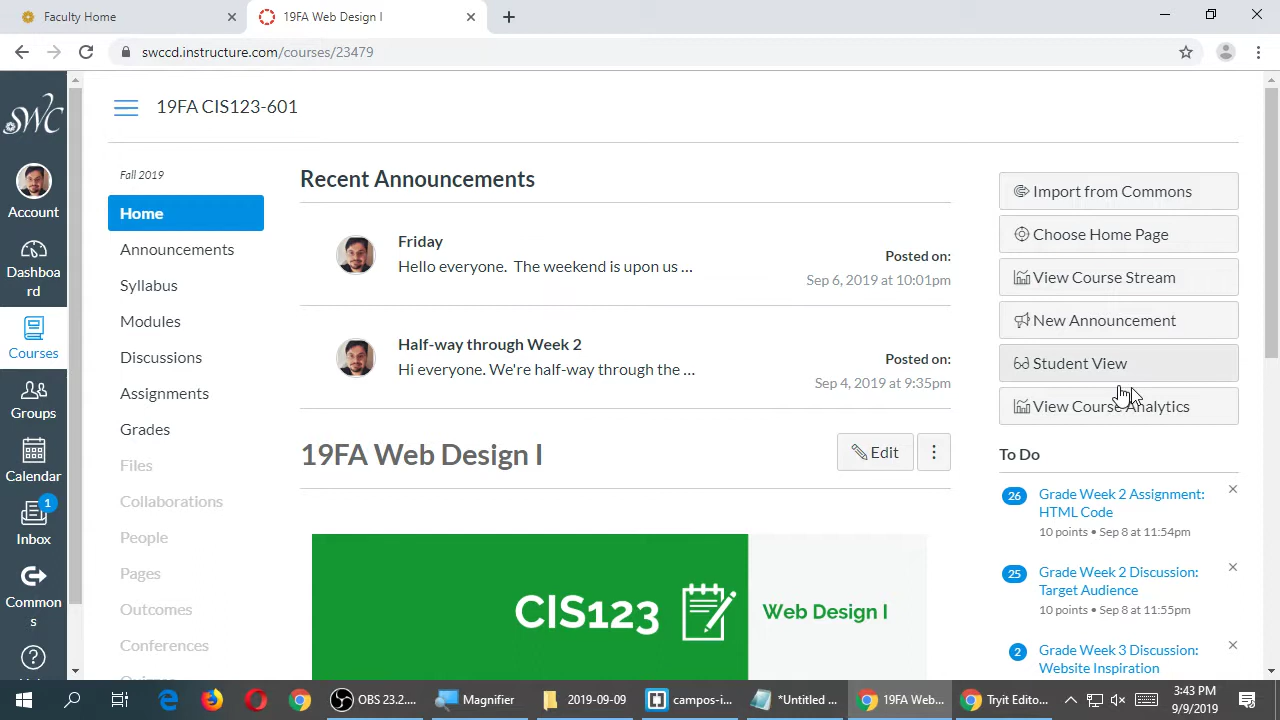 Faculty Home
19FA Web Design I
swccd.instructure.com/courses/23479
SWC
Account
Dashboa
rd
Courses
Groups
Calendar
1
Inbox
Common
s
19FA CIS123-601
Fall 2019
Home
Announcements
Syllabus
Modules
Discussions
Assignments
Grades
Files
Collaborations
People
Pages
Outcomes
Conferences
Recent Announcements
Friday
Hello everyone.  The weekend is upon us ...
Posted on:
Sep 6, 2019 at 10:01pm
Half-way through Week 2
Hi everyone. We're half-way through the ...
Posted on:
Sep 4, 2019 at 9:35pm
19FA Web Design I
Edit
CIS123
Web Design I
Import from Commons
Choose Home Page
View Course Stream
New Announcement
Student View
View Course Analytics
To Do
26
Grade Week 2 Assignment:
HTML Code
10 points • Sep 8 at 11:54pm
25
Grade Week 2 Discussion:
Target Audience
10 points • Sep 8 at 11:55pm
2
Grade Week 3 Discussion:
Website Inspiration
OBS 23.2....
Magnifier
2019-09-09
campos-i...
*Untitled ...
19FA Web...
Tryit Edito...
3:43 PM
9/9/2019